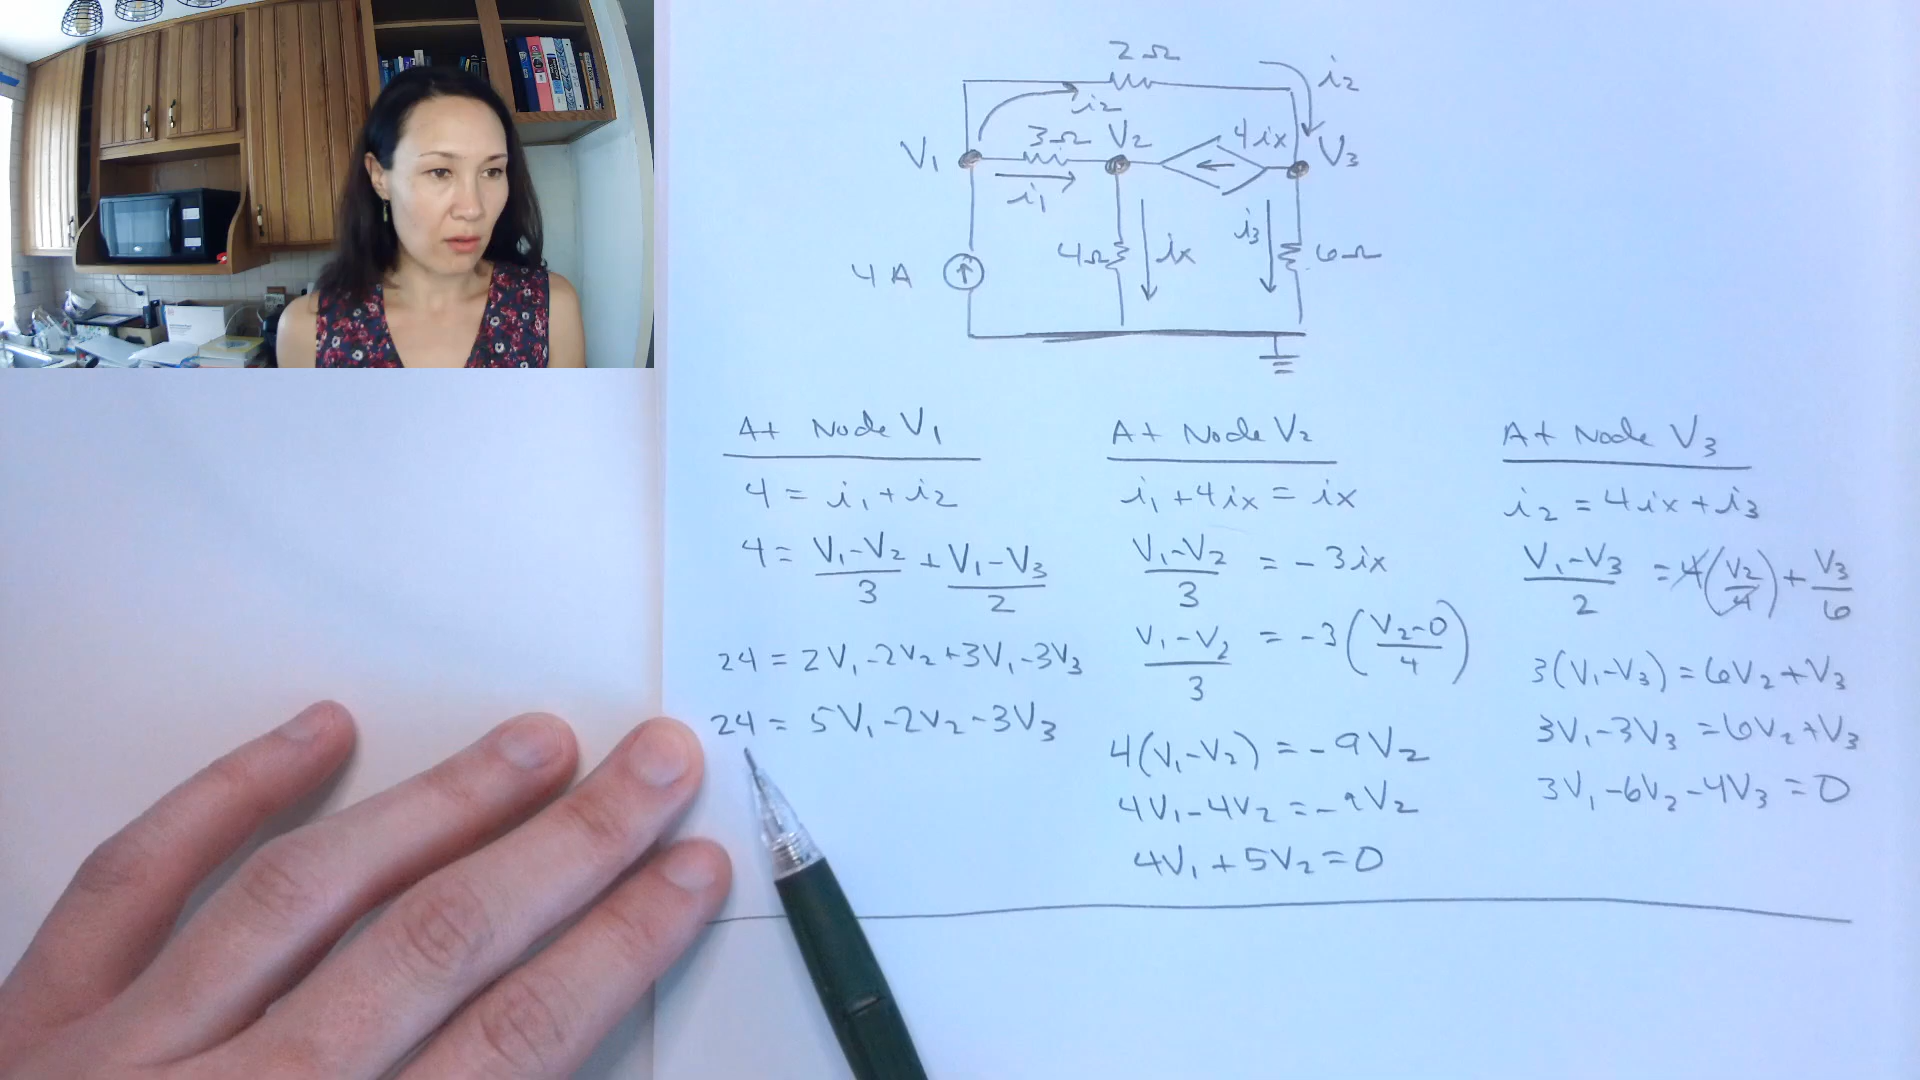 2Ω
i2
i2
3Ω V2
4ix
V1
V3
i1
4Ω
ix
i3
6Ω
4 A
At Node V1
4 = i1 + i2
4 = V1-V2/3 + V1-V3/2
24 = 2V1 - 2V2 + 3V1 - 3V3
24 = 5V1 - 2V2 - 3V3
At Node V2
i1 + 4ix = ix
V1-V2/3 = -3ix
V1-V2/3 = -3(V2-0/4)
4(V1-V2) = -9V2
4V1 - 4V2 = -9V2
4V1 + 5V2 = 0
At Node V3
i2 = 4ix + i3
V1-V3/2 = 4(V2/4) + V3/6
3(V1-V3) = 6V2 + V3
3V1 - 3V3 = 6V2 + V3
3V1 - 6V2 - 4V3 = 0